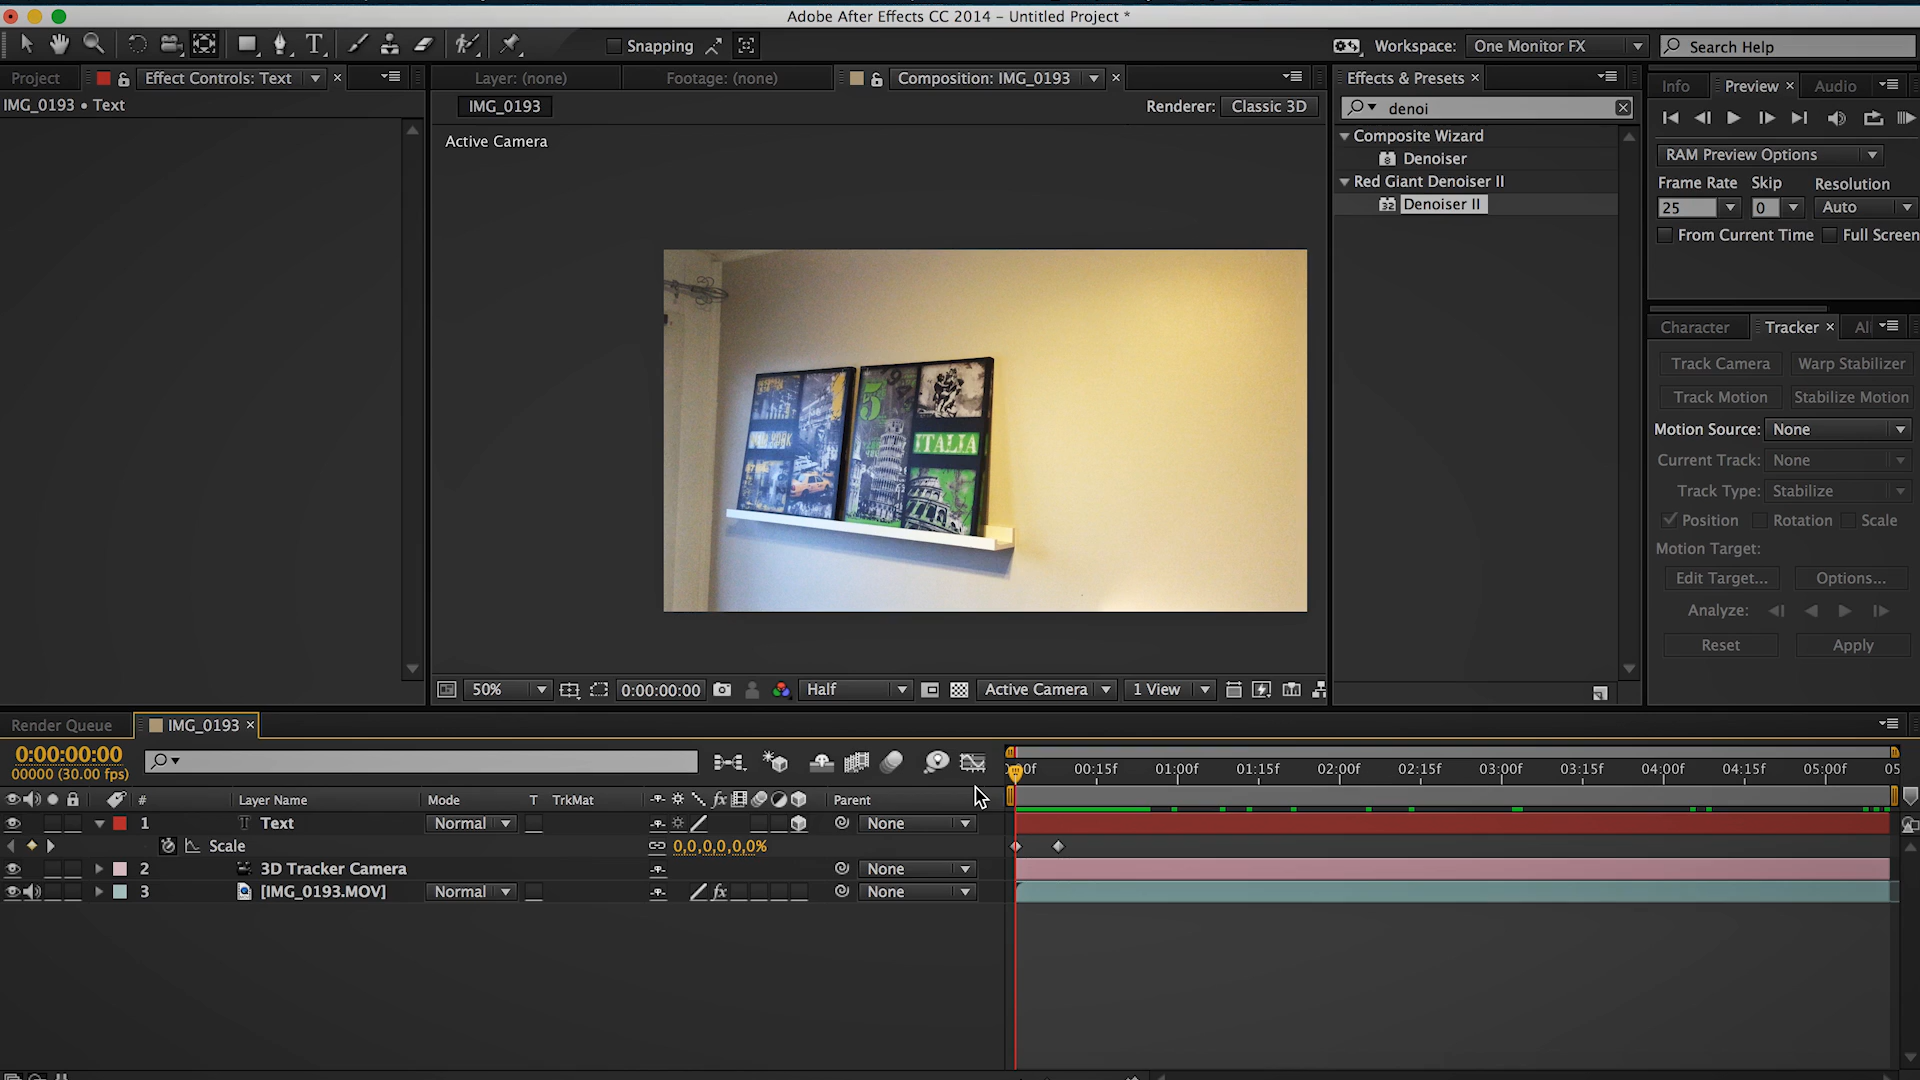 Adobe After Effects CC 2014 – Untitled Project *
Snapping
Workspace: One Monitor FX
Search Help
Project
Effect Controls: Text
Layer: (none)
Footage: (none)
Composition: IMG_0193
Effects & Presets
Info
Preview
Audio
IMG_0193 • Text
IMG_0193
Renderer: Classic 3D
denoi
Active Camera
Composite Wizard
Denoiser
Red Giant Denoiser II
Denoiser II
RAM Preview Options
Frame Rate Skip Resolution
25 0 Auto
From Current Time Full Screen
Character
Tracker
Track Camera Warp Stabilizer
Track Motion Stabilize Motion
Motion Source: None
Current Track: None
Track Type: Stabilize
Position Rotation Scale
Motion Target:
Edit Target... Options...
Analyze:
Reset Apply
5
ITALIA
50% 0:00:00:00 Half Active Camera 1 View
Render Queue
IMG_0193
0:00:00:00
00000 (30.00 fps)
00:15f 01:00f 01:15f 02:00f 02:15f 03:00f 03:15f 04:00f 04:15f 05:00f 05
# Layer Name Mode T TrkMat Parent
1 T Text Normal None
Scale 0,0,0,0,0,0%
2 3D Tracker Camera None
3 [IMG_0193.MOV] Normal fx None